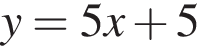 y = 5x + 5